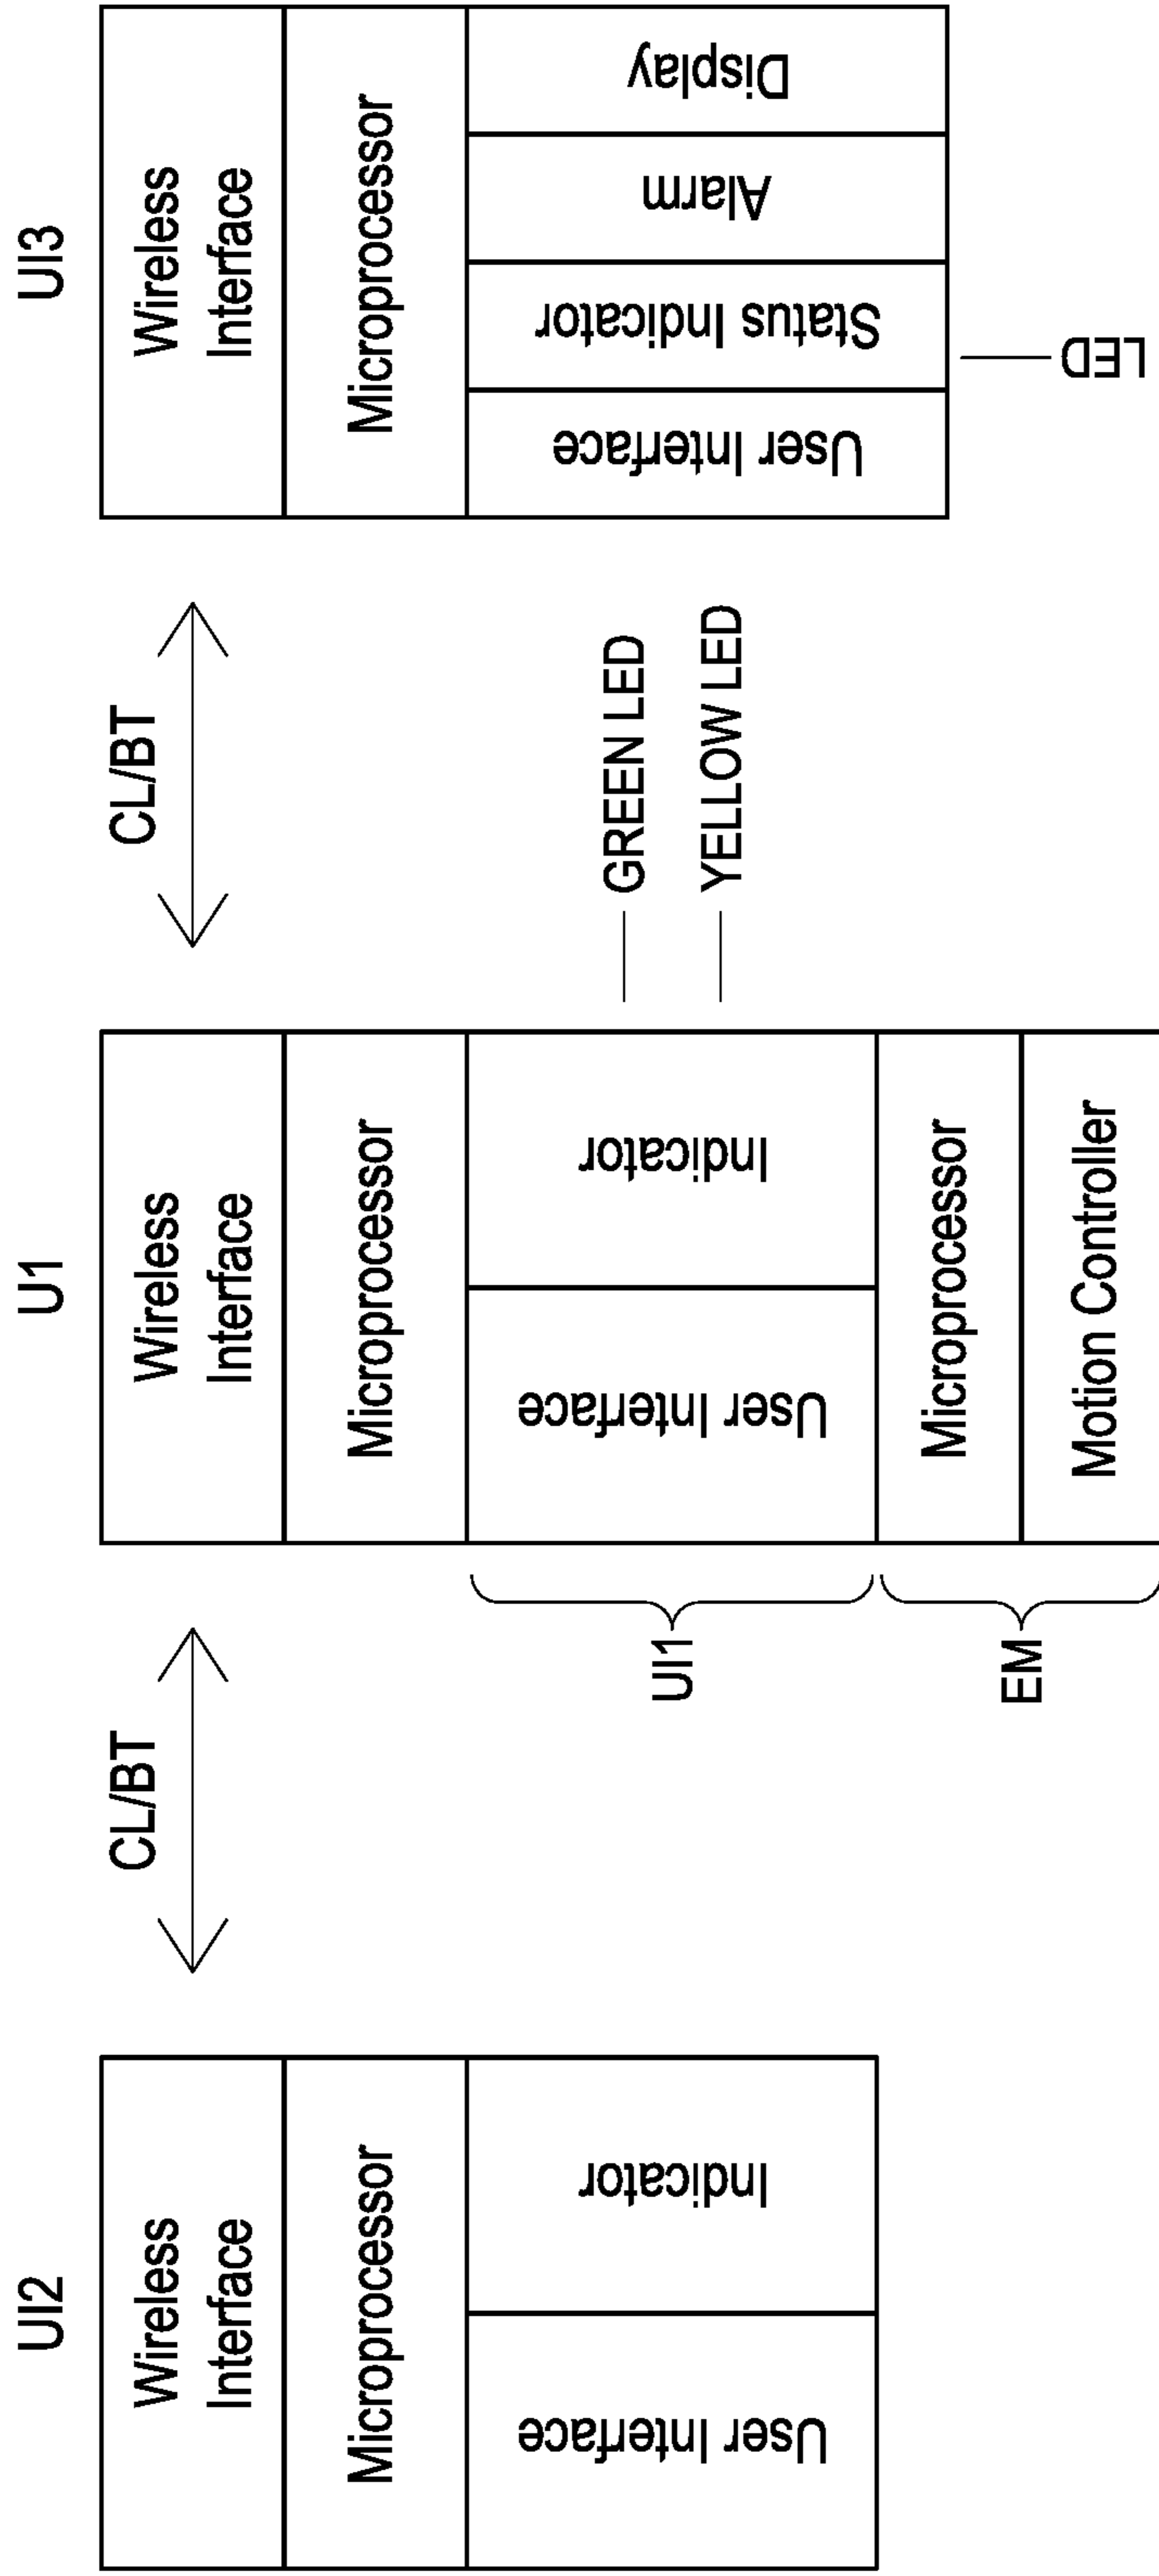 UI2
Wireless
Interface
Microprocessor
User Interface
Indicator
CL/BT
U1
Wireless
Interface
Microprocessor
User Interface
Indicator
Microprocessor
Motion Controller
UI1
EM
GREEN LED
YELLOW LED
CL/BT
UI3
Wireless
Interface
Microprocessor
User Interface
Status Indicator
Alarm
Display
LED